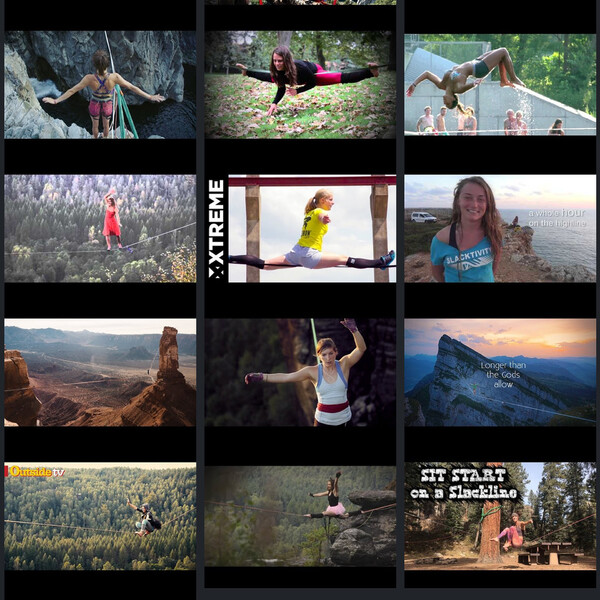 XTREME
SLACKTIVIT
a whole HOUR
on the highline
Longer than
the Gods
allow
Outside tv
SIT START
on a Slackline